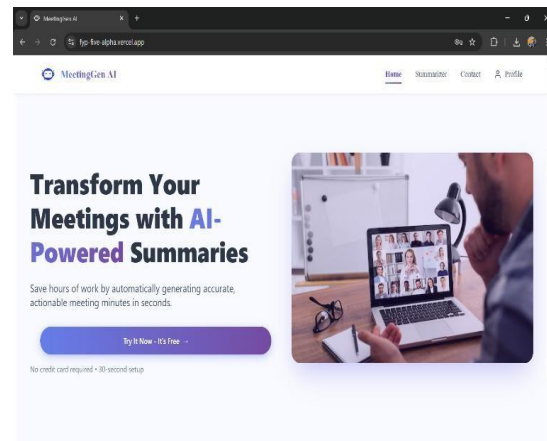 MeetingGen AI
fyp-five-alpha.vercel.app
MeetingGen AI
Home Summarizer Contact Profile
Transform Your
Meetings with AI-
Powered Summaries
Save hours of work by automatically generating accurate,
actionable meeting minutes in seconds.
Try It Now - It's Free →
No credit card required • 30-second setup